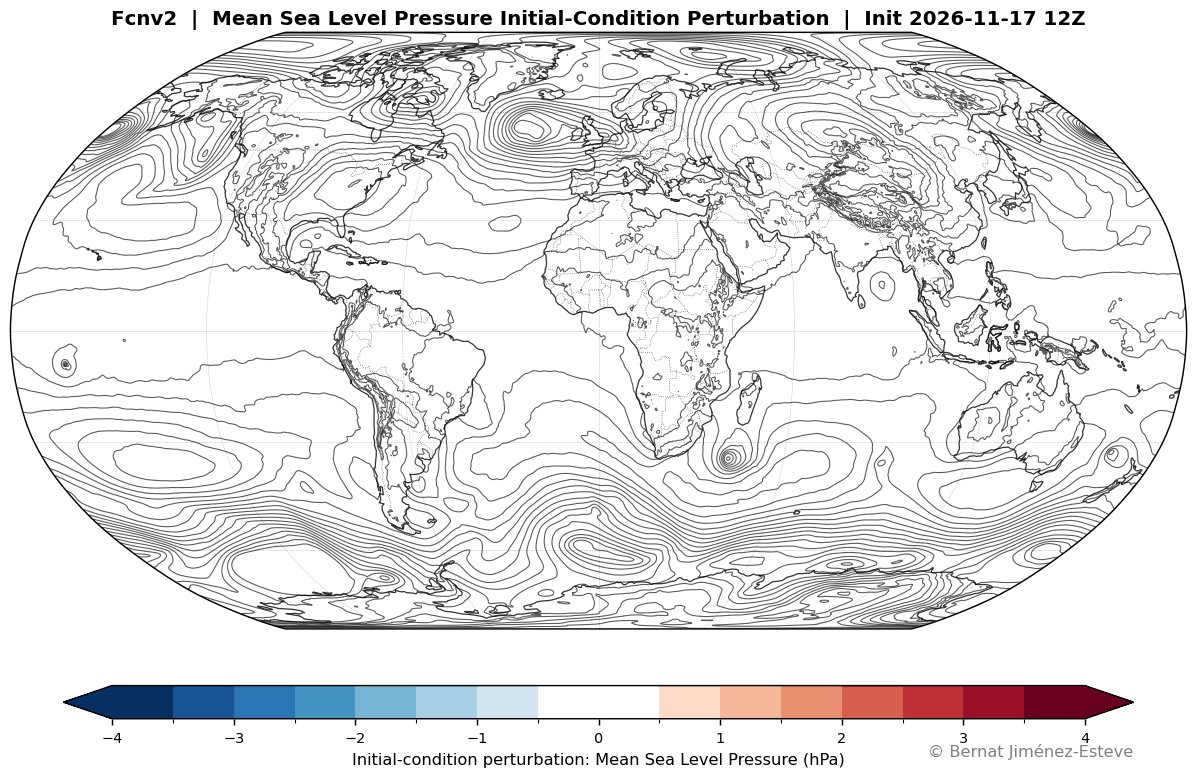 Fcnv2 | Mean Sea Level Pressure Initial-Condition Perturbation | Init 2026-11-17 12Z
−4 −3 −2 −1 0 1 2 3 4
Initial-condition perturbation: Mean Sea Level Pressure (hPa)
© Bernat Jiménez-Esteve